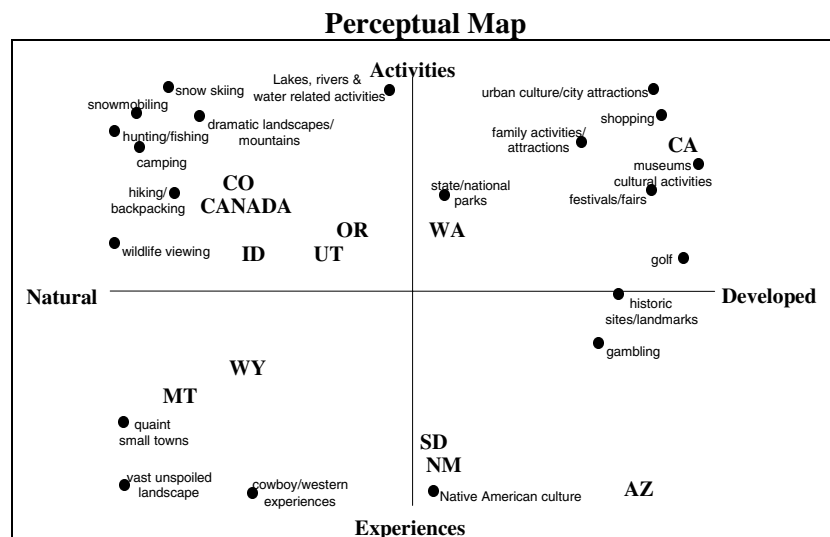 Perceptual Map
Activities
snow skiing
Lakes, rivers &
water related activities
urban culture/city attractions
snowmobiling
dramatic landscapes/
mountains
shopping
hunting/fishing
family activities/
attractions
CA
camping
museums
cultural activities
CO
hiking/
backpacking
CANADA
state/national
parks
festivals/fairs
OR
WA
wildlife viewing
ID
UT
golf
Natural
Developed
historic
sites/landmarks
gambling
WY
MT
quaint
small towns
SD
NM
vast unspoiled
landscape
cowboy/western
experiences
Native American culture
AZ
Experiences